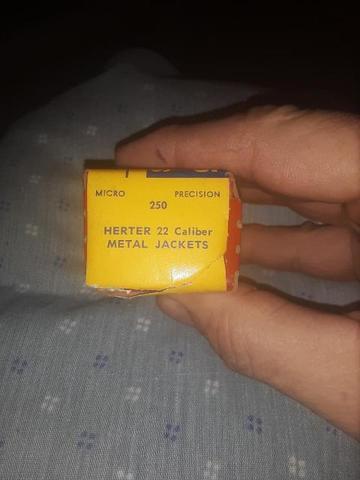 MICRO PRECISION
250
HERTER 22 Caliber
METAL JACKETS